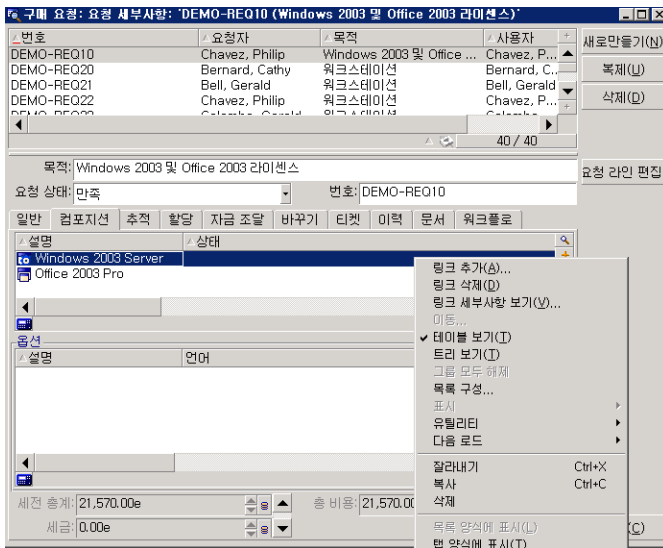 구매 요청: 요청 세부사항: 'DEMO-REQ10 (Windows 2003 및 Office 2003 라이센스)'
번호 요청자 목적 사용자
DEMO-REQ10 Chavez, Philip Windows 2003 및 Office ... Chavez, P...
DEMO-REQ20 Bernard, Cathy 워크스테이션 Bernard, C...
DEMO-REQ21 Bell, Gerald 워크스테이션 Bell, Gerald
DEMO-REQ22 Chavez, Philip 워크스테이션 Chavez, P...
40 / 40
새로만들기(N)
복제(U)
삭제(D)
목적: Windows 2003 및 Office 2003 라이센스
요청 라인 편집
요청 상태: 만족 번호: DEMO-REQ10
일반 컴포지션 추적 할당 자금 조달 바꾸기 티켓 이력 문서 워크플로
설명 상태
Windows 2003 Server
Office 2003 Pro
옵션
설명 언어
링크 추가(A)...
링크 삭제(D)
링크 세부사항 보기(V)...
이동...
테이블 보기(T)
트리 보기(T)
그룹 모두 해제
목록 구성...
표시
유틸리티
다음 로드
잘라내기 Ctrl+X
복사 Ctrl+C
삭제
목록 양식에 표시(L)
탭 양식에 표시(T)
세전 총계: 21,570.00e 총 비용: 21,570.00
세금: 0.00e
(C)